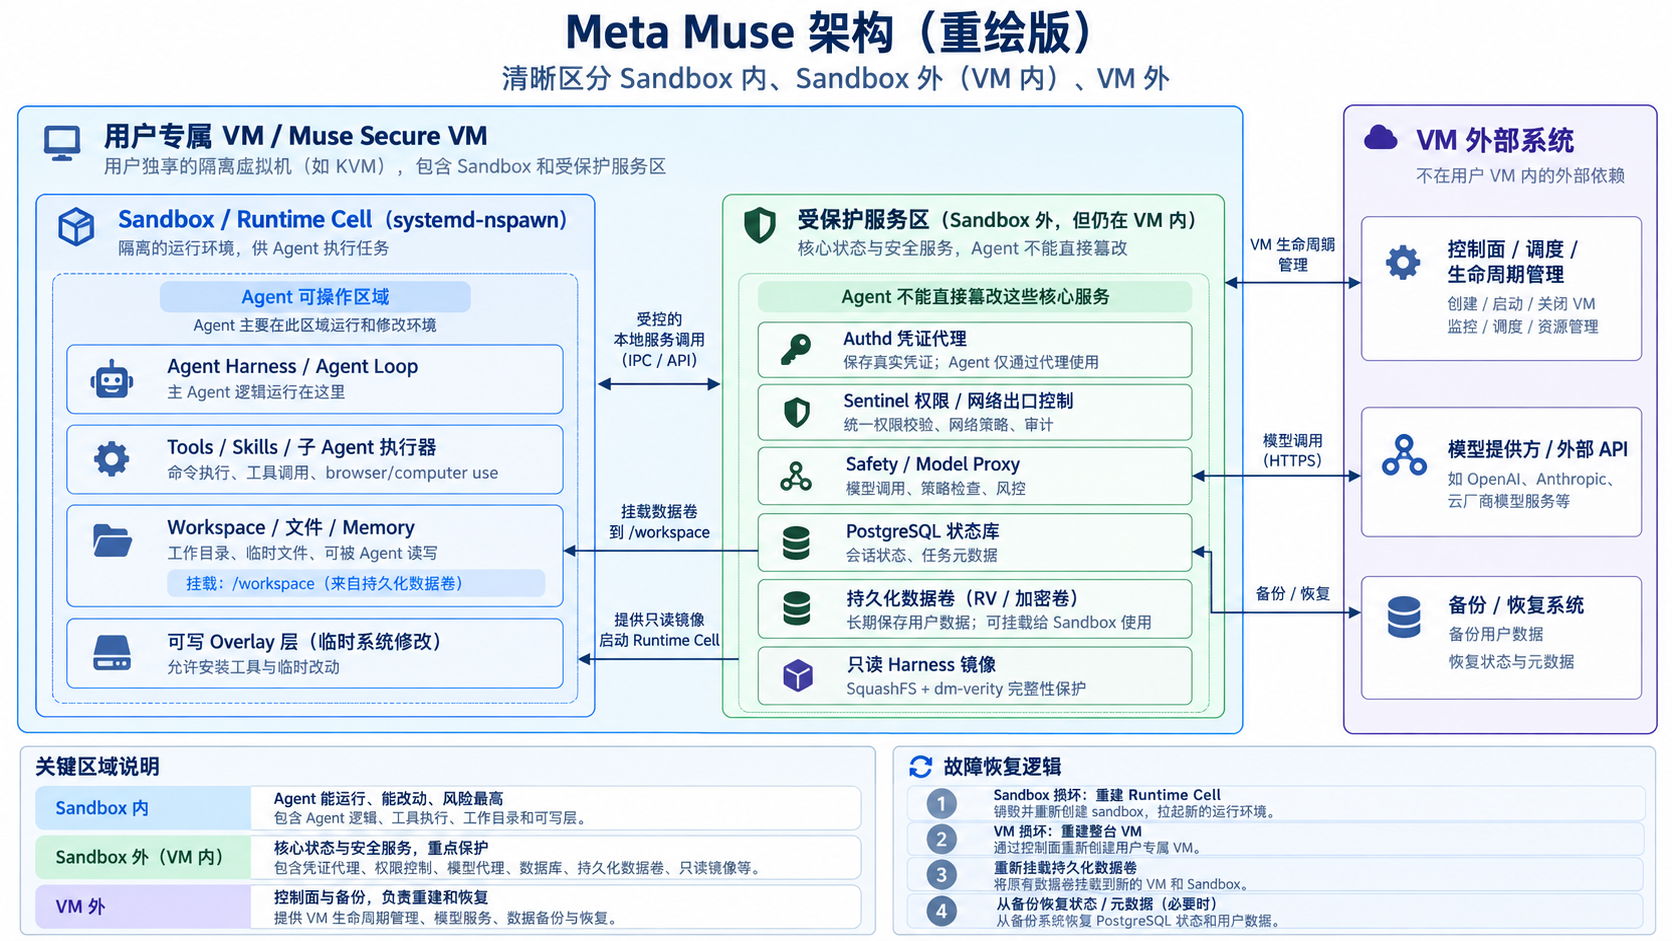 Meta Muse 架构（重绘版）
清晰区分 Sandbox 内、Sandbox 外（VM 内）、VM 外
用户专属 VM / Muse Secure VM
用户独享的隔离虚拟机（如 KVM），包含 Sandbox 和受保护服务区
Sandbox / Runtime Cell（systemd-nspawn）
隔离的运行环境，供 Agent 执行任务
Agent 可操作区域
Agent 主要在此区域运行和修改环境
Agent Harness / Agent Loop
主 Agent 逻辑运行在这里
Tools / Skills / 子 Agent 执行器
命令执行、工具调用、browser/computer use
Workspace / 文件 / Memory
工作目录、临时文件、可被 Agent 读写
挂载：/workspace（来自持久化数据卷）
可写 Overlay 层（临时系统修改）
允许安装工具与临时改动
受控的
本地服务调用
（IPC / API）
挂载数据卷
到 /workspace
提供只读镜像
启动 Runtime Cell
受保护服务区（Sandbox 外，但仍在 VM 内）
核心状态与安全服务，Agent 不能直接篡改
Agent 不能直接篡改这些核心服务
Authd 凭证代理
保存真实凭证；Agent 仅通过代理使用
Sentinel 权限 / 网络出口控制
统一权限校验、网络策略、审计
Safety / Model Proxy
模型调用、策略检查、风控
PostgreSQL 状态库
会话状态、任务元数据
持久化数据卷（RV / 加密卷）
长期保存用户数据；可挂载给 Sandbox 使用
只读 Harness 镜像
SquashFS + dm-verity 完整性保护
VM 生命周
管理
模型调用
（HTTPS）
备份 / 恢复
VM 外部系统
不在用户 VM 内的外部依赖
控制面 / 调度 /
生命周期管理
创建 / 启动 / 关闭 VM
监控 / 调度 / 资源管理
模型提供方 / 外部 API
如 OpenAI、Anthropic、
云厂商模型服务等
备份 / 恢复系统
备份用户数据
恢复状态与元数据
关键区域说明
Sandbox 内
Agent 能运行、能改动、风险最高
包含 Agent 逻辑、工具执行、工作目录和可写层。
Sandbox 外（VM 内）
核心状态与安全服务，重点保护
包含凭证代理、权限控制、模型代理、数据库、持久化数据卷、只读镜像等。
VM 外
控制面与备份，负责重建和恢复
提供 VM 生命周期管理、模型服务、数据备份与恢复。
故障恢复逻辑
1
Sandbox 损坏：重建 Runtime Cell
销毁并重新创建 sandbox，拉起新的运行环境。
2
VM 损坏：重建整台 VM
通过控制面重新创建用户专属 VM。
3
重新挂载持久化数据卷
将原有数据卷挂载到新的 VM 和 Sandbox。
4
从备份恢复状态 / 元数据（必要时）
从备份系统恢复 PostgreSQL 状态和用户数据。